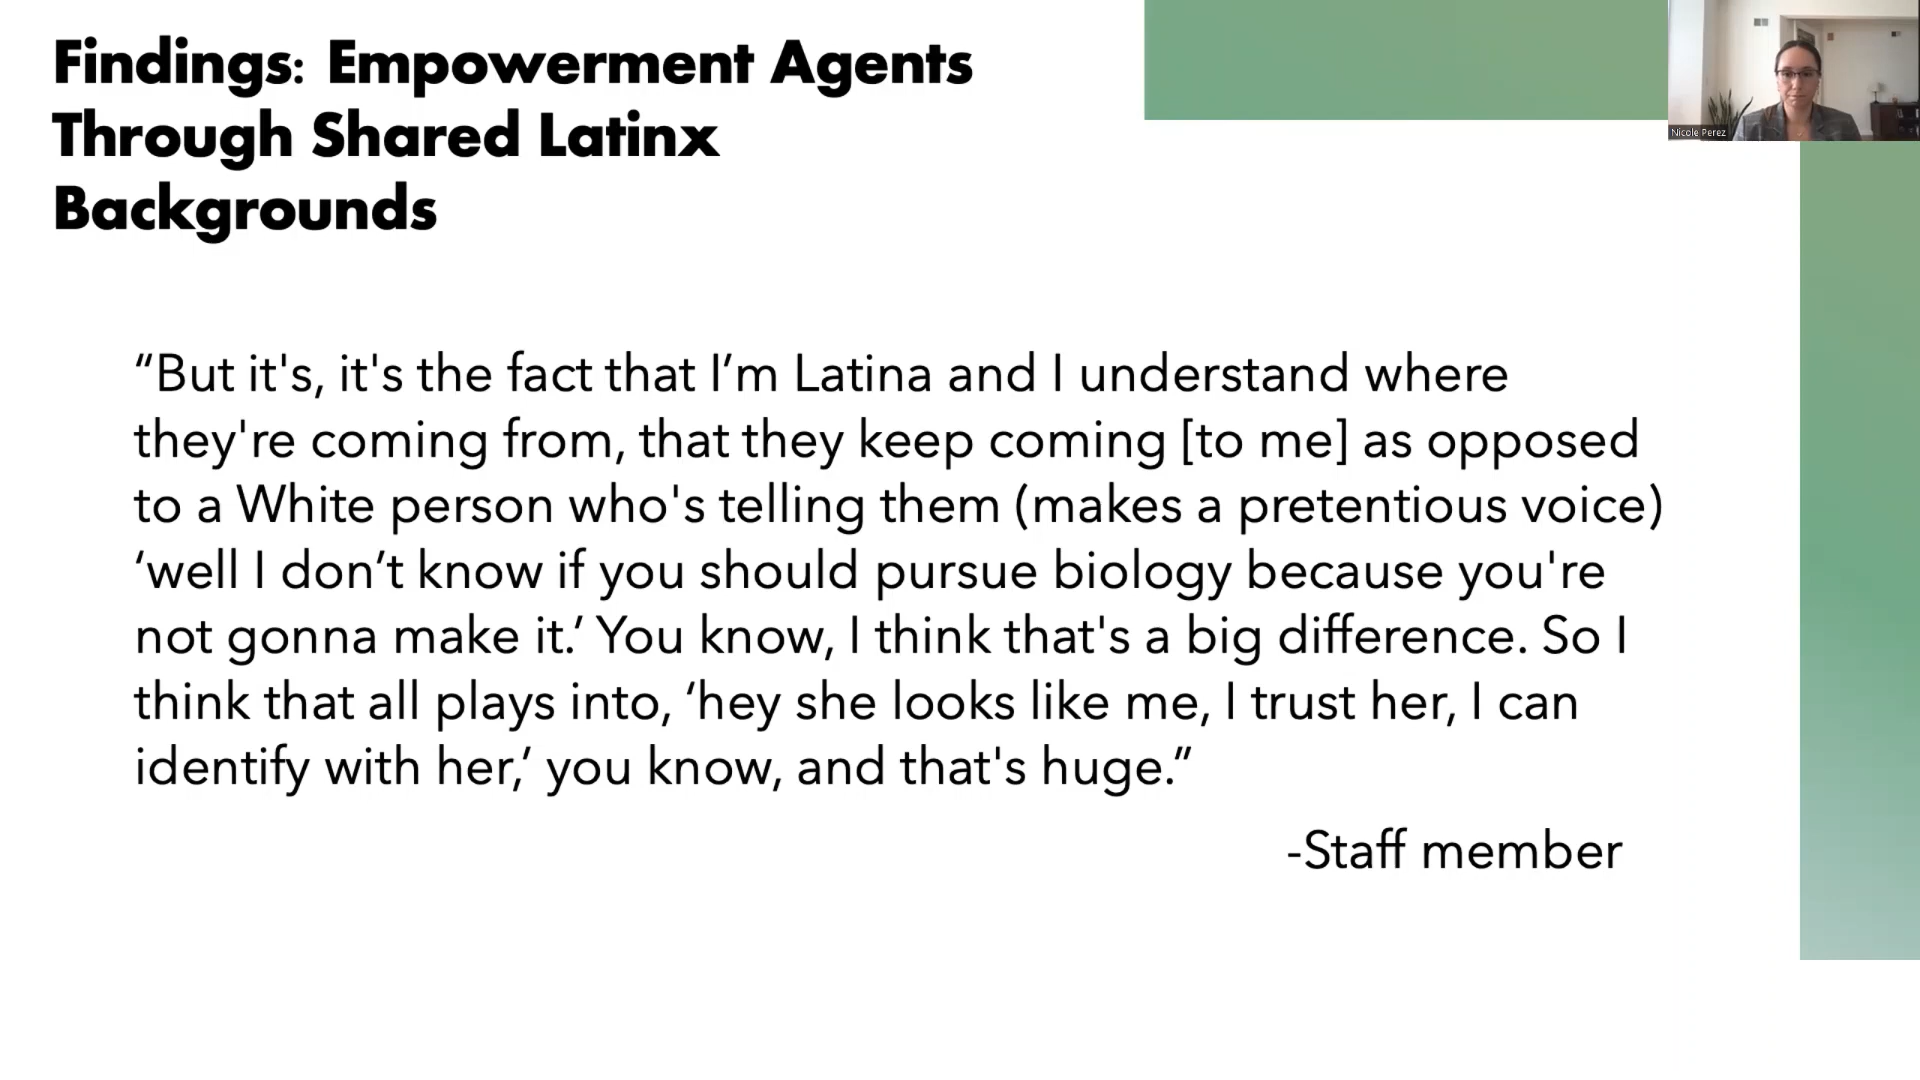 Findings: Empowerment Agents
Through Shared Latinx
Backgrounds
Nicole Perez
“But it's, it's the fact that I’m Latina and I understand where
they're coming from, that they keep coming [to me] as opposed
to a White person who's telling them (makes a pretentious voice)
‘well I don’t know if you should pursue biology because you're
not gonna make it.’ You know, I think that's a big difference. So I
think that all plays into, ‘hey she looks like me, I trust her, I can
identify with her,’ you know, and that's huge.”
-Staff member